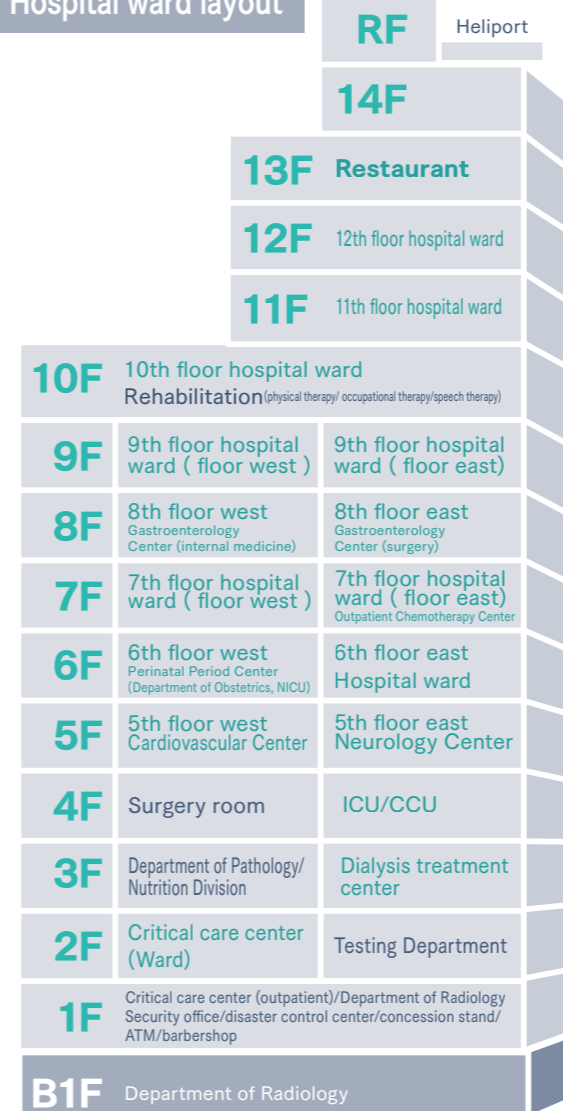 Hospital ward layout
RF
Heliport
14F
13F Restaurant
12F 12th floor hospital ward
11F 11th floor hospital ward
10F
10th floor hospital ward
Rehabilitation(physical therapy/ occupational therapy/speech therapy)
9F
9th floor hospital
ward ( floor west )
9th floor hospital
ward ( floor east)
8F
8th floor west
Gastroenterology
Center (internal medicine)
8th floor east
Gastroenterology
Center (surgery)
7F
7th floor hospital
ward ( floor west )
7th floor hospital
ward ( floor east)
Outpatient Chemotherapy Center
6F
6th floor west
Perinatal Period Center
(Department of Obstetrics, NICU)
6th floor east
Hospital ward
5F
5th floor west
Cardiovascular Center
5th floor east
Neurology Center
4F
Surgery room
ICU/CCU
3F
Department of Pathology/
Nutrition Division
Dialysis treatment
center
2F
Critical care center
(Ward)
Testing Department
1F
Critical care center (outpatient)/Department of Radiology
Security office/disaster control center/concession stand/
ATM/barbershop
B1F Department of Radiology